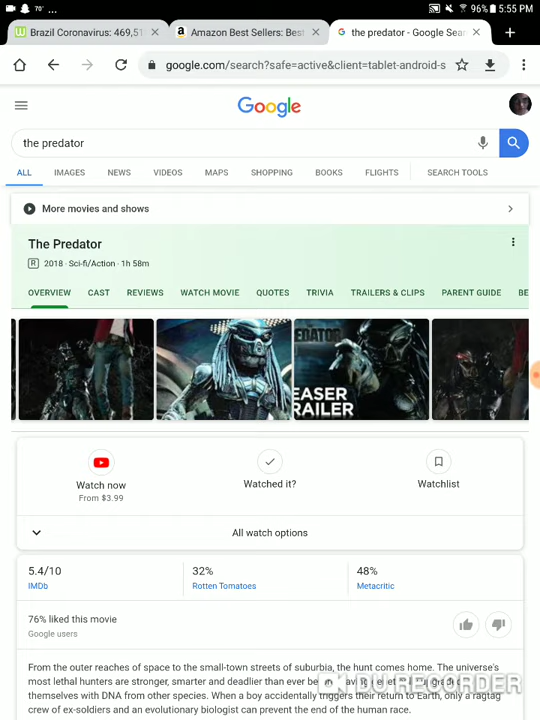 70° ...
96% 5:55 PM
Brazil Coronavirus: 469,51
Amazon Best Sellers: Best
the predator - Google Sear
google.com/search?safe=active&client=tablet-android-s
Google
the predator
ALL IMAGES NEWS VIDEOS MAPS SHOPPING BOOKS FLIGHTS SEARCH TOOLS
More movies and shows
The Predator
R 2018 · Sci-fi/Action · 1h 58m
OVERVIEW CAST REVIEWS WATCH MOVIE QUOTES TRIVIA TRAILERS & CLIPS PARENT GUIDE BE
EDATOR
EASER
RAILER
Watch now Watched it? Watchlist
From $3.99
All watch options
5.4/10 32% 48%
IMDb Rotten Tomatoes Metacritic
76% liked this movie
Google users
From the outer reaches of space to the small-town streets of suburbia, the hunt comes home. The universe's
most lethal hunters are stronger, smarter and deadlier than ever
themselves with DNA from other species. When a boy accidentally triggers their return to Earth, only a ragtag
crew of ex-soldiers and an evolutionary biologist can prevent the end of the human race.
DU RECORDER